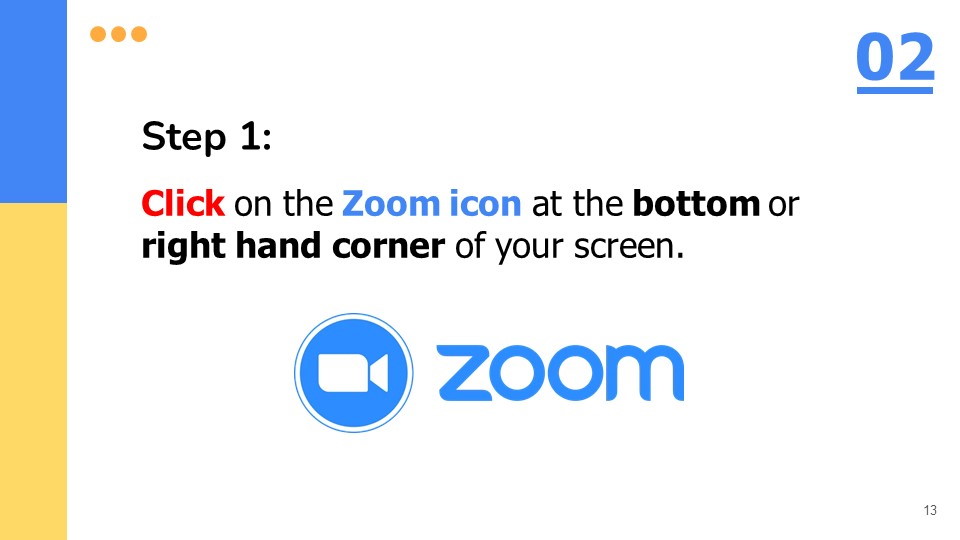 02
Step 1:
Click on the Zoom icon at the bottom or
right hand corner of your screen.
zoom
13